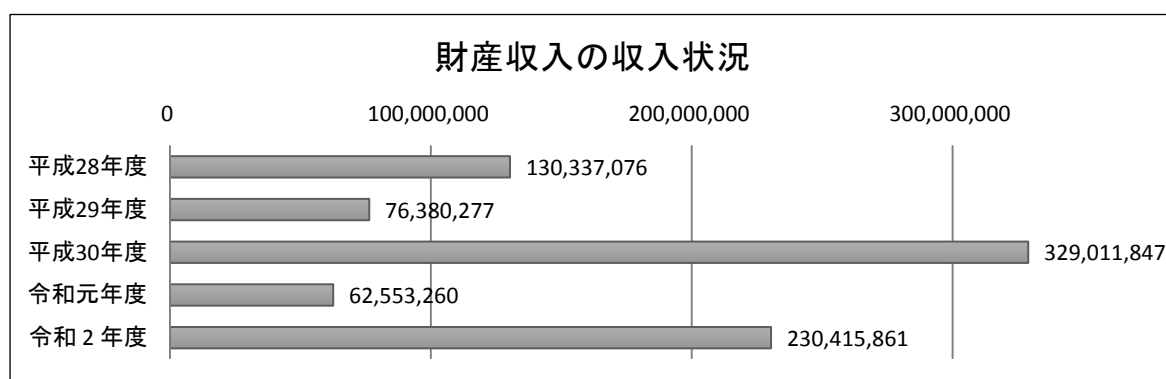 財産収入の収入状況
0 100,000,000 200,000,000 300,000,000
平成28年度 130,337,076
平成29年度 76,380,277
平成30年度 329,011,847
令和元年度 62,553,260
令和２年度 230,415,861